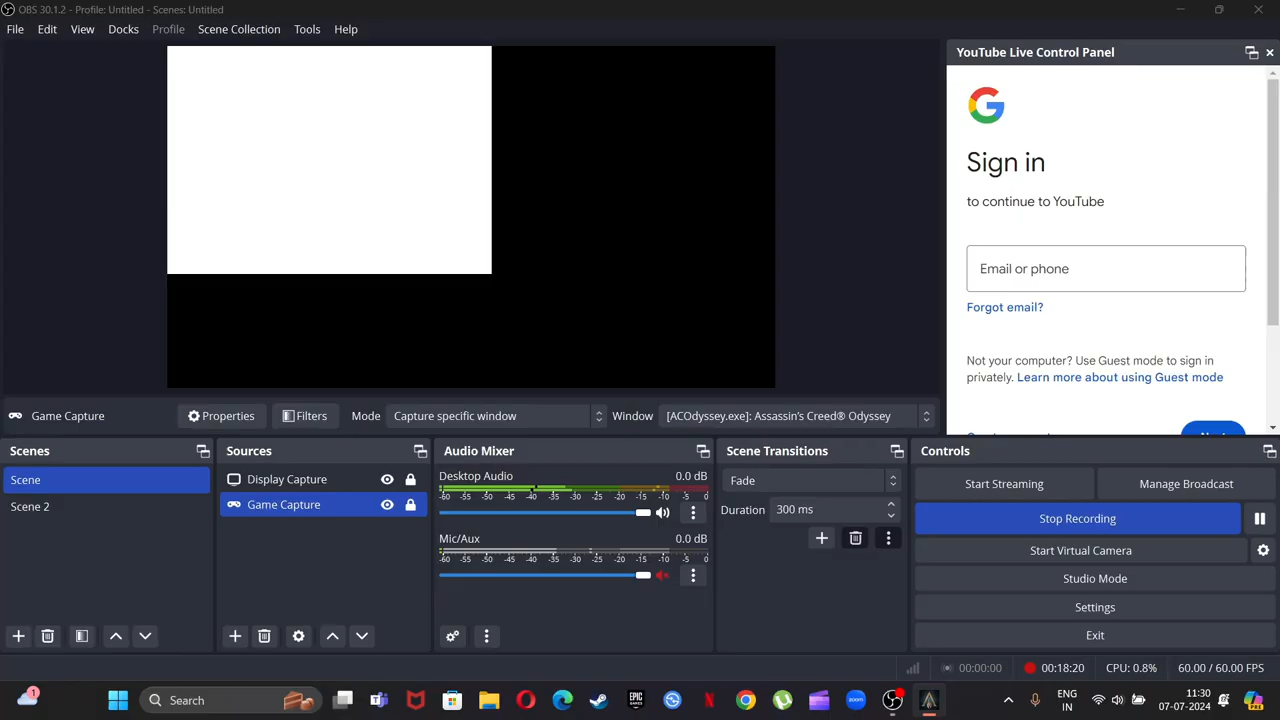 OBS 30.1.2 - Profile: Untitled - Scenes: Untitled
File Edit View Docks Profile Scene Collection Tools Help
YouTube Live Control Panel
Sign in
to continue to YouTube
Email or phone
Forgot email?
Not your computer? Use Guest mode to sign in
privately. Learn more about using Guest mode
Game Capture Properties Filters Mode Capture specific window Window [ACOdyssey.exe]: Assassin's Creed® Odyssey
Scenes
Scene
Scene 2
Sources
Display Capture
Game Capture
Audio Mixer
Desktop Audio 0.0 dB
-60 -55 -50 -45 -40 -35 -30 -25 -20 -15 -10 -5 0
Mic/Aux 0.0 dB
-60 -55 -50 -45 -40 -35 -30 -25 -20 -15 -10 -5 0
Scene Transitions
Fade
Duration 300 ms
Controls
Start Streaming Manage Broadcast
Stop Recording
Start Virtual Camera
Studio Mode
Settings
Exit
00:00:00 00:18:20 CPU: 0.8% 60.00 / 60.00 FPS
1
Search
EPIC GAMES
zoom
ENG
IN
11:30
07-07-2024